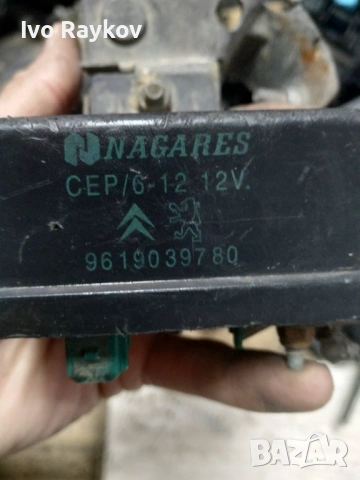 Ivo Raykov
NAGARES
CEP/6-12 12V.
9619039780
BAZAR